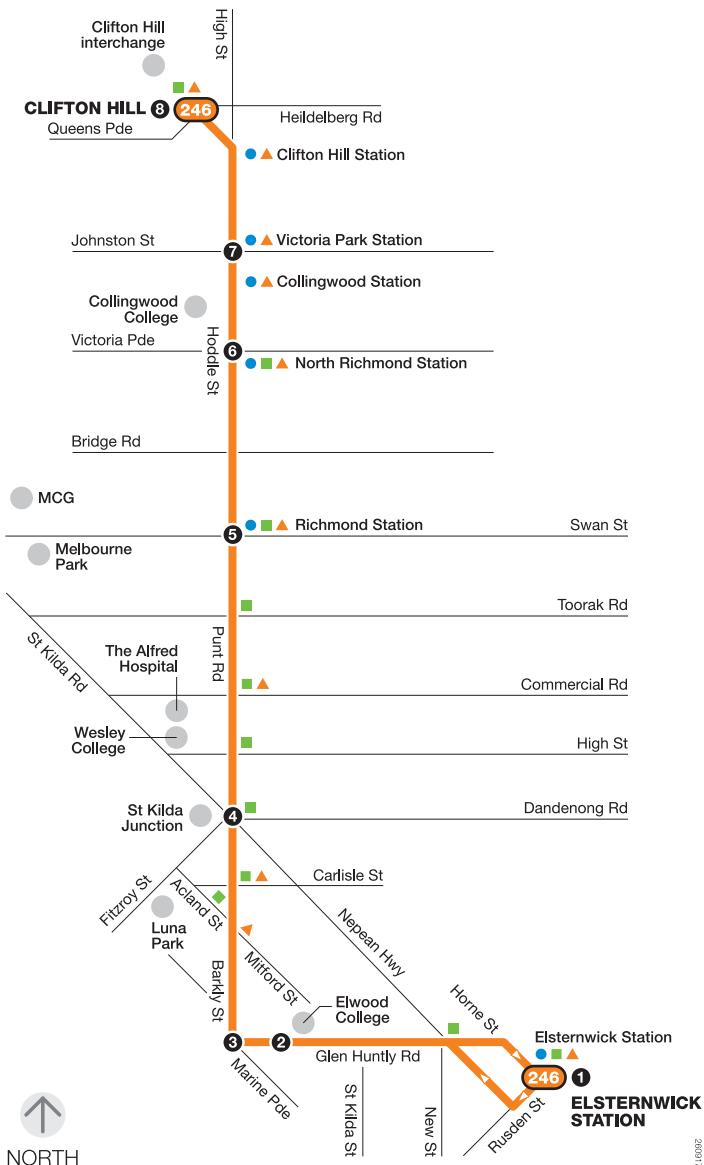 Clifton Hill
interchange
High St
CLIFTON HILL 8 246
Heildelberg Rd
Queens Pde
Clifton Hill Station
Johnston St
7
Victoria Park Station
Collingwood Station
Collingwood
College
Hoddle St
Victoria Pde
6
North Richmond Station
Bridge Rd
MCG
5
Richmond Station
Swan St
Melbourne
Park
Toorak Rd
St Kilda Rd
Punt Rd
The Alfred
Hospital
Commercial Rd
Wesley
College
High St
St Kilda
Junction
4
Dandenong Rd
Carlisle St
Fitzroy St
Acland St
Luna
Park
Nepean Hwy
Mitford St
Barkly St
Elwood
College
Horne St
Elsternwick Station
3
2
Glen Huntly Rd
246 1
ELSTERNWICK
STATION
Marine Pde
St Kilda St
New St
Rusden St
NORTH
260912